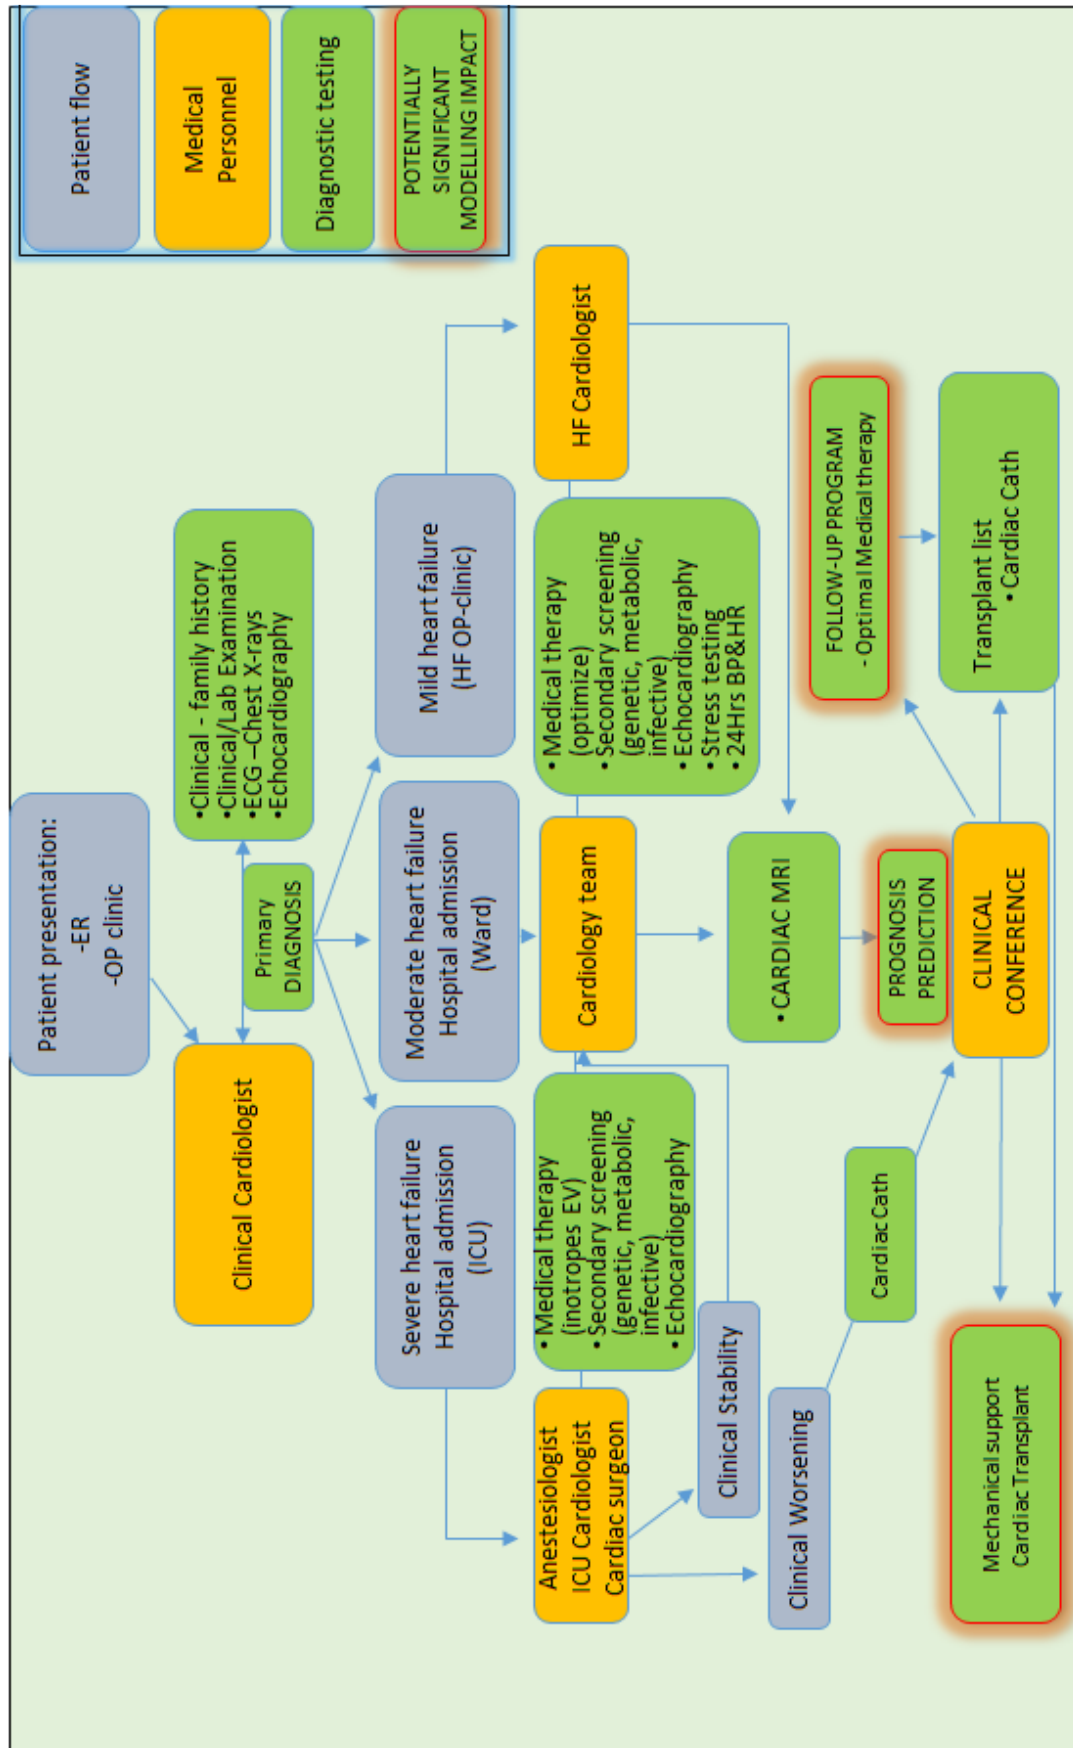 Patient presentation:
-ER
-OP clinic
Clinical Cardiologist
Primary
DIAGNOSIS
•Clinical - family history
•Clinical/Lab Examination
•ECG –Chest X-rays
•Echocardiography
Severe heart failure
Hospital admission
(ICU)
Moderate heart failure
Hospital admission
(Ward)
Mild heart failure
(HF OP-clinic)
Anestesiologist
ICU Cardiologist
Cardiac surgeon
• Medical therapy
(inotropes EV)
• Secondary screening
(genetic, metabolic,
infective)
• Echocardiography
Cardiology team
• Medical therapy
(optimize)
• Secondary screening
(genetic, metabolic,
infective)
• Echocardiography
• Stress testing
• 24Hrs BP&HR
HF Cardiologist
Clinical Stability
Clinical Worsening
Cardiac Cath
• CARDIAC MRI
PROGNOSIS
PREDICTION
CLINICAL
CONFERENCE
FOLLOW-UP PROGRAM
- Optimal Medical therapy
Transplant list
• Cardiac Cath
Mechanical support
Cardiac Transplant
Patient flow
Medical
Personnel
Diagnostic testing
POTENTIALLY
SIGNIFICANT
MODELLING IMPACT